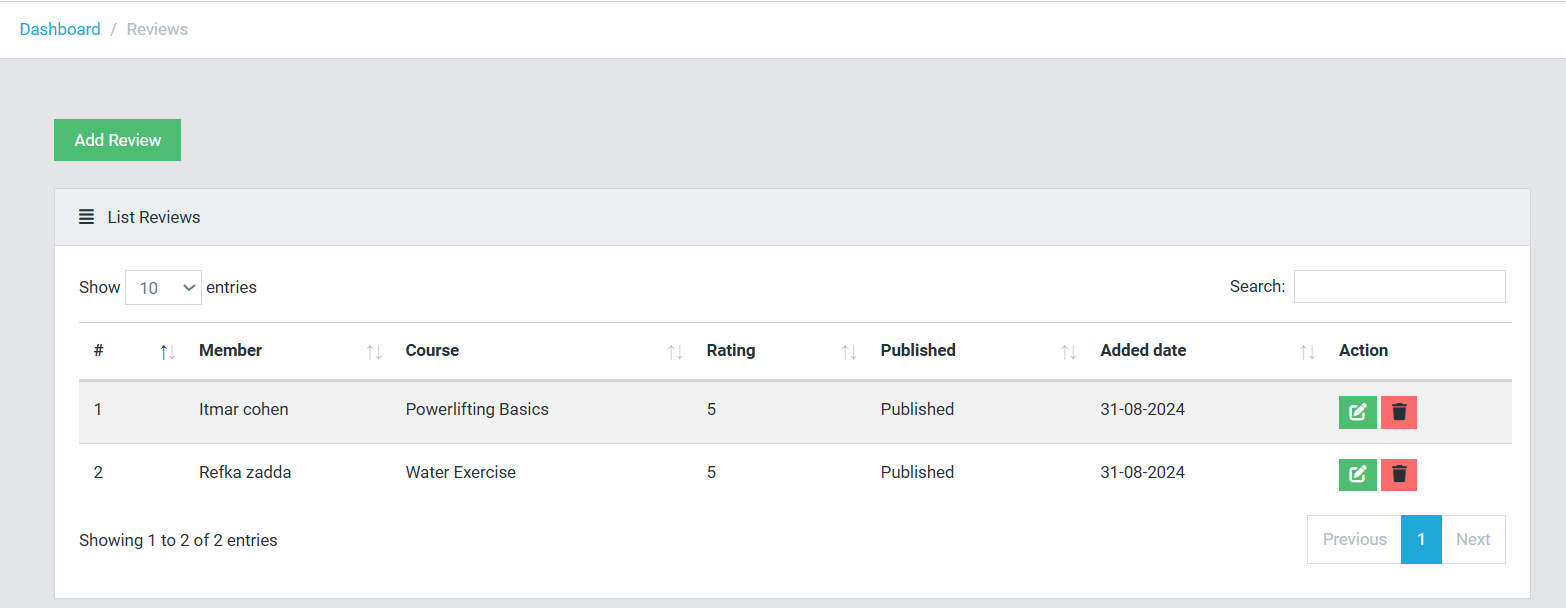 Dashboard / Reviews
Add Review
List Reviews
Show 10 entries Search:
# Member Course Rating Published Added date Action
1 Itmar cohen Powerlifting Basics 5 Published 31-08-2024
2 Refka zadda Water Exercise 5 Published 31-08-2024
Showing 1 to 2 of 2 entries Previous 1 Next